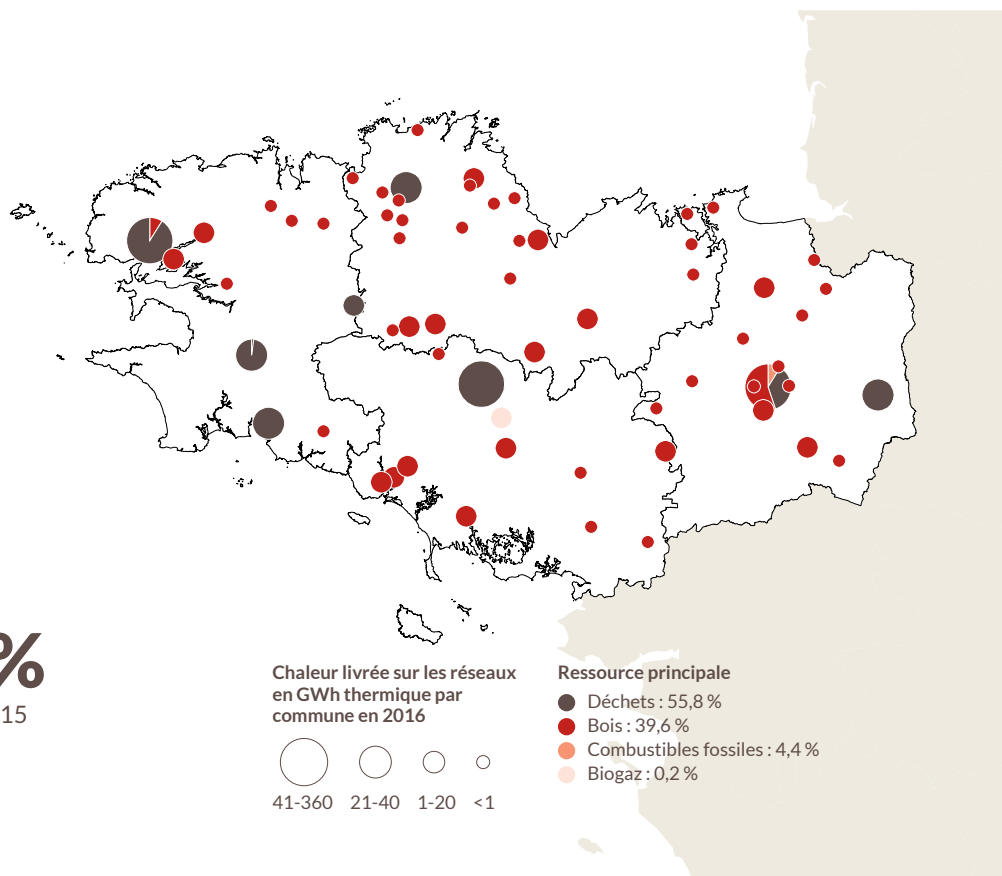 %
15
Chaleur livrée sur les réseaux
en GWh thermique par
commune en 2016
41-360 21-40 1-20 <1
Ressource principale
Déchets : 55,8 %
Bois : 39,6 %
Combustibles fossiles : 4,4 %
Biogaz : 0,2 %